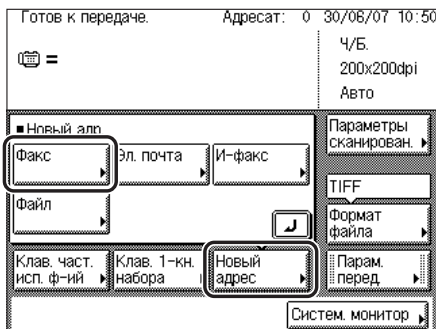 Готов к передаче. Адресат: 0 30/06/07 10:50
=
Ч/Б.
200x200dpi
Авто
■Новый адр
Параметры
сканирован.
Факс Эл. почта И-факс
TIFF
Файл
Формат
файла
Клав. част. Клав. 1-кн. Новый Парам.
исп. ф-ий набора адрес перед.
Систем. монитор